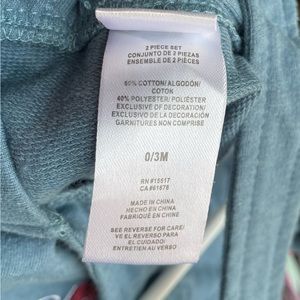 2 PIECE SET
CONJUNTO DE 2 PIEZAS
ENSEMBLE DE 2 PIÈCES
60% COTTON/ALGODÓN/
COTON
40% POLYESTER/POLIÉSTER
EXCLUSIVE OF DECORATION/
EXCLUSIVO DE LA DECORACIÓN
GARNITURES NON COMPRISE
0/3M
RN #15517
CA #61678
MADE IN CHINA
HECHO EN CHINA
FABRIQUÉ EN CHINE
SEE REVERSE FOR CARE/
VE EL REVERSO PARA
EL CUIDADO/
ENTRETIEN AU VERSO